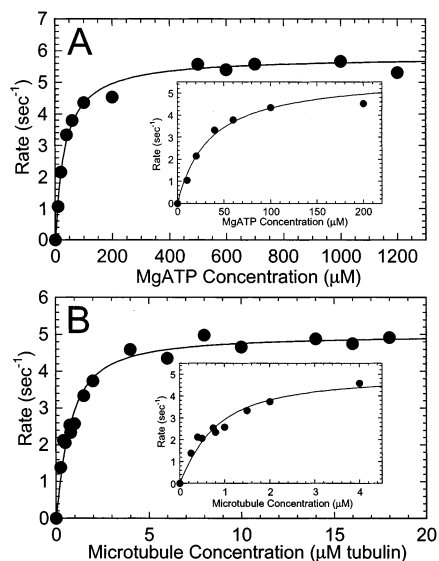 A
Rate (sec⁻¹)
7
6
5
4
3
2
1
0
0 200 400 600 800 1000 1200
MgATP Concentration (µM)
Rate (sec⁻¹)
5
4
3
2
1
0
0 50 100 150 200
MgATP Concentration (µM)
B
Rate (sec⁻¹)
6
5
4
3
2
1
0
0 5 10 15 20
Microtubule Concentration (µM tubulin)
Rate (sec⁻¹)
5
4
3
2
1
0
0 1 2 3 4
Microtubule Concentration (µM)